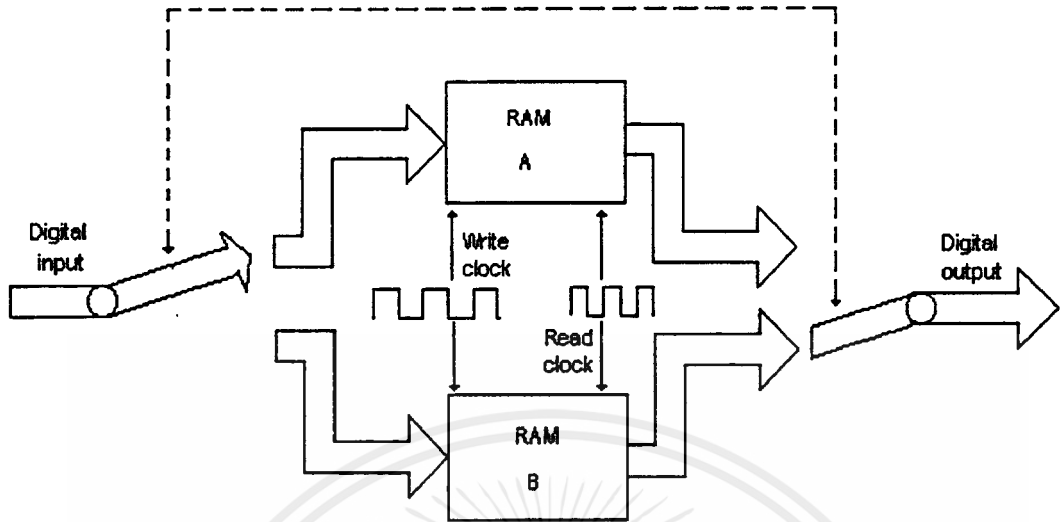 RAM
A
Digital
input
Write
clock
Digital
output
Read
clock
RAM
B